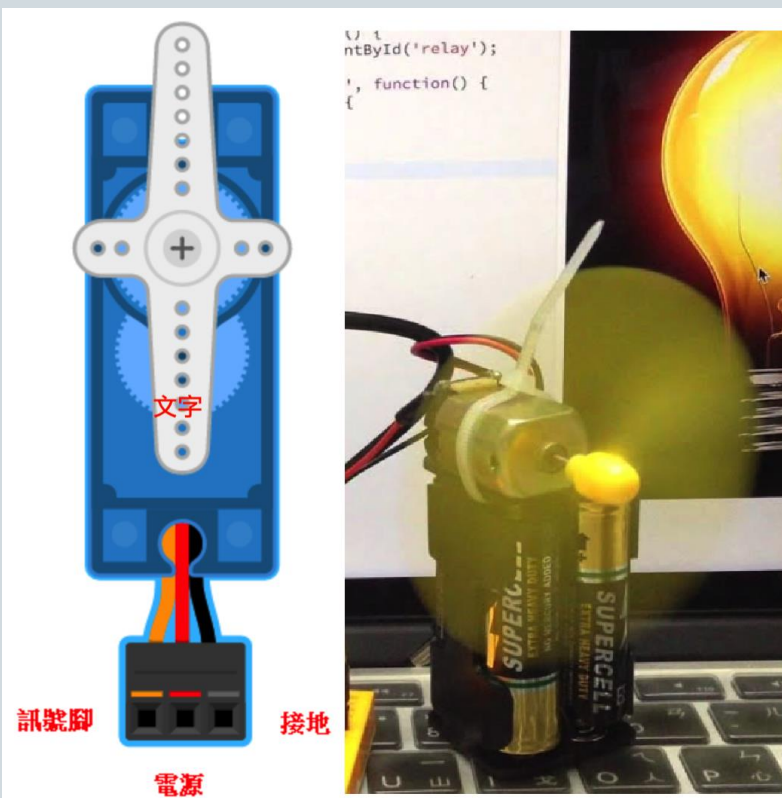 文字
訊號腳
接地
電源
() {
ntById('relay');
', function() {
{
SUPERCELL
EXTRA HEAVY DUTY
SUPERCELL
EXTRA HEAVY DUTY
U
O
P